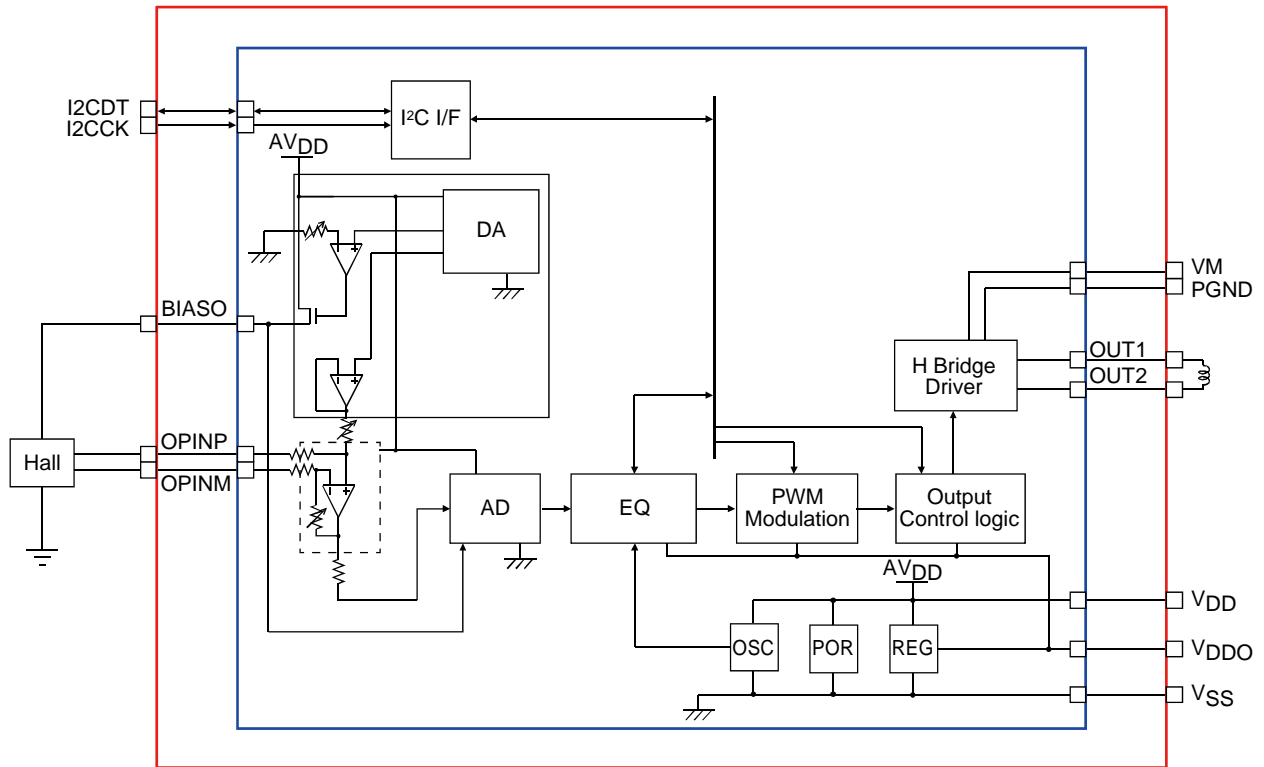 I2CDT
I2CCK
I²C I/F
AVDD
DA
BIASO
VM
PGND
H Bridge
Driver
OUT1
OUT2
Hall
OPINP
OPINM
AD
EQ
PWM
Modulation
Output
Control logic
AVDD
OSC
POR
REG
VDD
VDDO
VSS